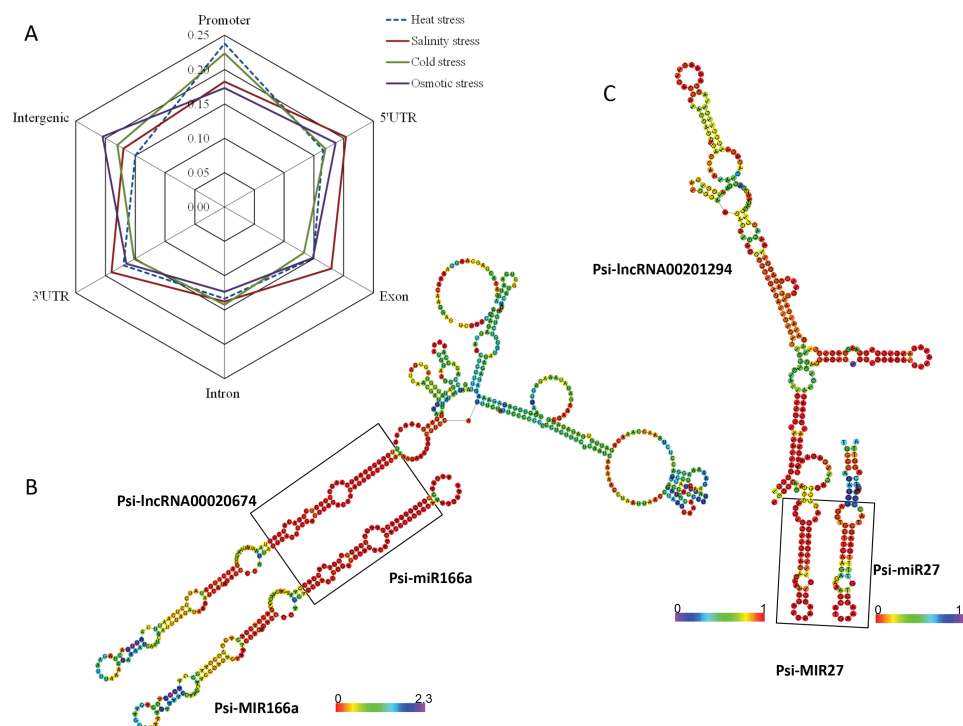 A
Promoter
0.25
0.20
0.15
0.10
0.05
0.00
5'UTR
Exon
Intron
3'UTR
Intergenic
Heat stress
Salinity stress
Cold stress
Osmotic stress
B
Psi-lncRNA00020674
Psi-miR166a
Psi-MIR166a
0 2.3
C
Psi-lncRNA00201294
Psi-miR27
0 1
0 1
Psi-MIR27